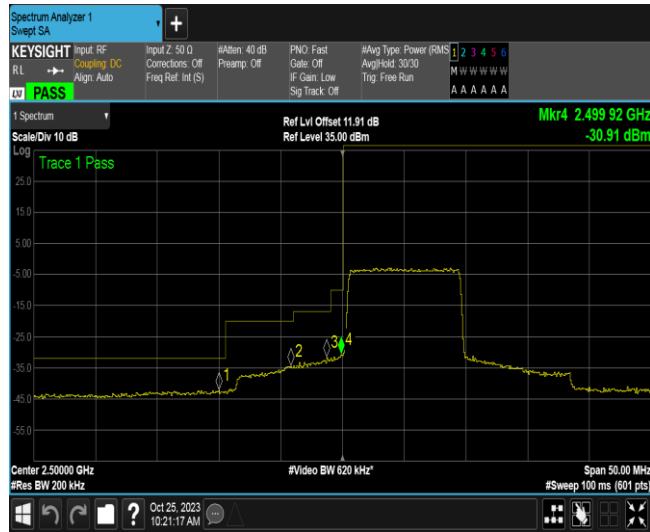 Spectrum Analyzer 1
Swept SA
KEYSIGHT
RL
LXI PASS
Input: RF
Coupling: DC
Align: Auto
Input Z: 50 Ω
Corrections: Off
Freq Ref: Int (S)
#Atten: 40 dB
Preamp: Off
PNO: Fast
Gate: Off
IF Gain: Low
Sig Track: Off
#Avg Type: Power (RMS
Avg|Hold: 30/30
Trig: Free Run
1 2 3 4 5 6
M W W W W W
A A A A A A
1 Spectrum
Scale/Div 10 dB
Ref Lvl Offset 11.91 dB
Ref Level 35.00 dBm
Mkr4 2.499 92 GHz
-30.91 dBm
Log
Trace 1 Pass
25.0
15.0
5.00
-5.00
-15.0
-25.0
-35.0
-45.0
-55.0
1
2
3
4
Center 2.50000 GHz
#Res BW 200 kHz
#Video BW 620 kHz*
Span 50.00 MHz
#Sweep 100 ms (601 pts)
?
Oct 25, 2023
10:21:17 AM